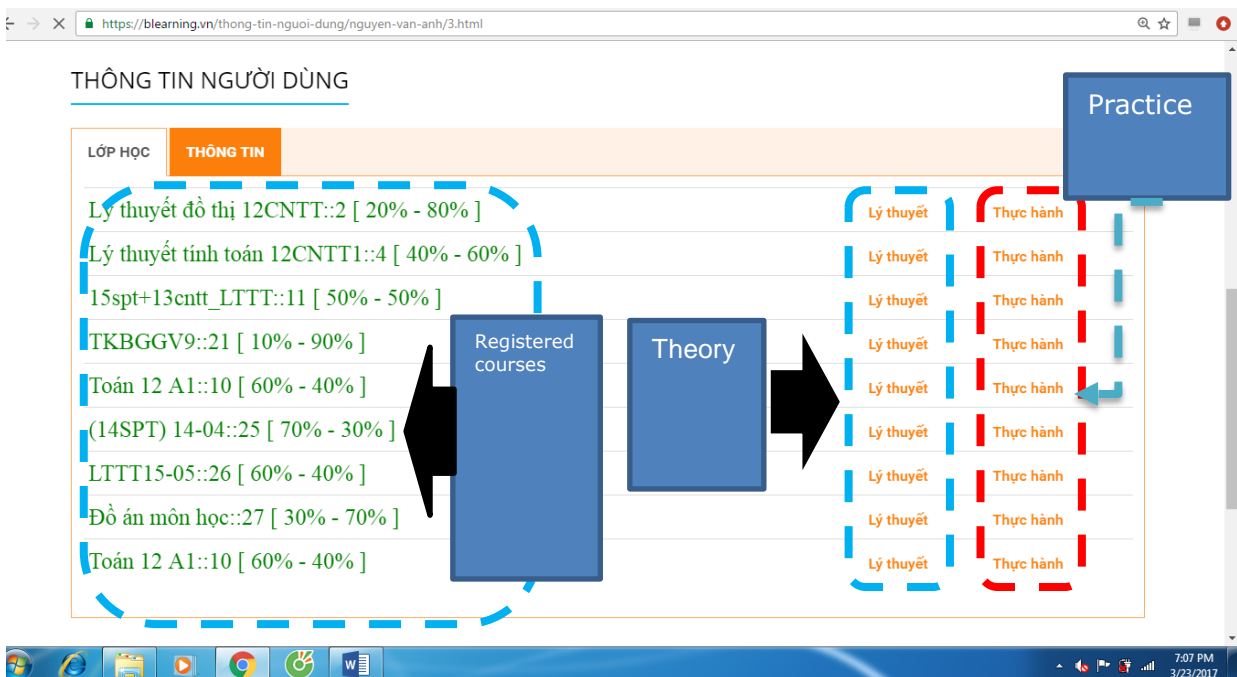 https://blearning.vn/thong-tin-nguoi-dung/nguyen-van-anh/3.html
THÔNG TIN NGƯỜI DÙNG
Practice
LỚP HỌC THÔNG TIN
Lý thuyết đồ thị 12CNTT::2 [ 20% - 80% ] Lý thuyết Thực hành
Lý thuyết tính toán 12CNTT1::4 [ 40% - 60% ] Lý thuyết Thực hành
15spt+13cntt_LTTT::11 [ 50% - 50% ] Lý thuyết Thực hành
TKBGGV9::21 [ 10% - 90% ] Lý thuyết Thực hành
Registered
courses
Theory
Toán 12 A1::10 [ 60% - 40% ] Lý thuyết Thực hành
(14SPT) 14-04::25 [ 70% - 30% ] Lý thuyết Thực hành
LTTT15-05::26 [ 60% - 40% ] Lý thuyết Thực hành
Đồ án môn học::27 [ 30% - 70% ] Lý thuyết Thực hành
Toán 12 A1::10 [ 60% - 40% ] Lý thuyết Thực hành
7:07 PM
3/23/2017